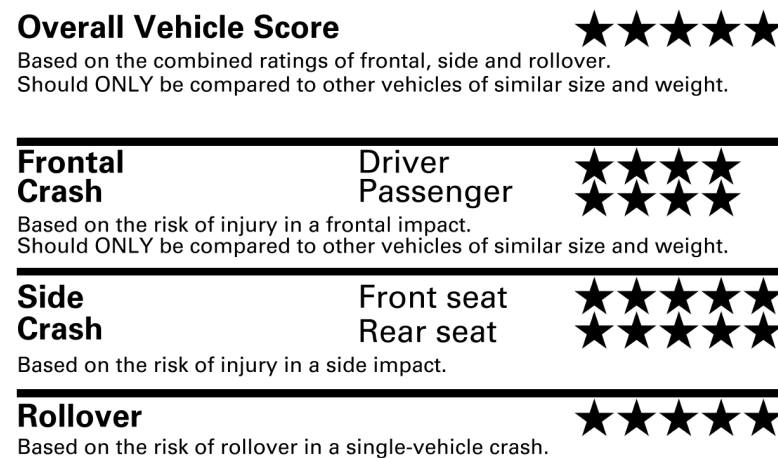 Overall Vehicle Score ★★★★★
Based on the combined ratings of frontal, side and rollover.
Should ONLY be compared to other vehicles of similar size and weight.
Frontal Driver ★★★★
Crash Passenger ★★★★
Based on the risk of injury in a frontal impact.
Should ONLY be compared to other vehicles of similar size and weight.
Side Front seat ★★★★★
Crash Rear seat ★★★★★
Based on the risk of injury in a side impact.
Rollover ★★★★★
Based on the risk of rollover in a single-vehicle crash.